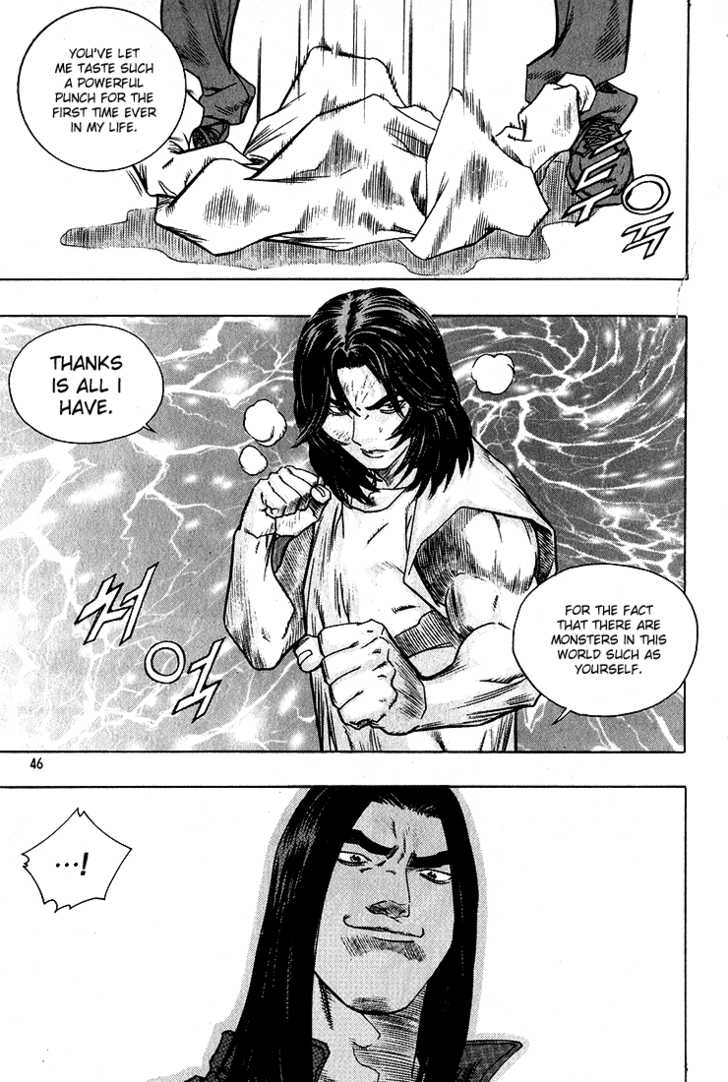 YOU'VE LET
ME TASTE SUCH
A POWERFUL
PUNCH FOR THE
FIRST TIME EVER
IN MY LIFE.
THANKS
IS ALL I
HAVE.
FOR THE FACT
THAT THERE ARE
MONSTERS IN THIS
WORLD SUCH AS
YOURSELF.
46
...!